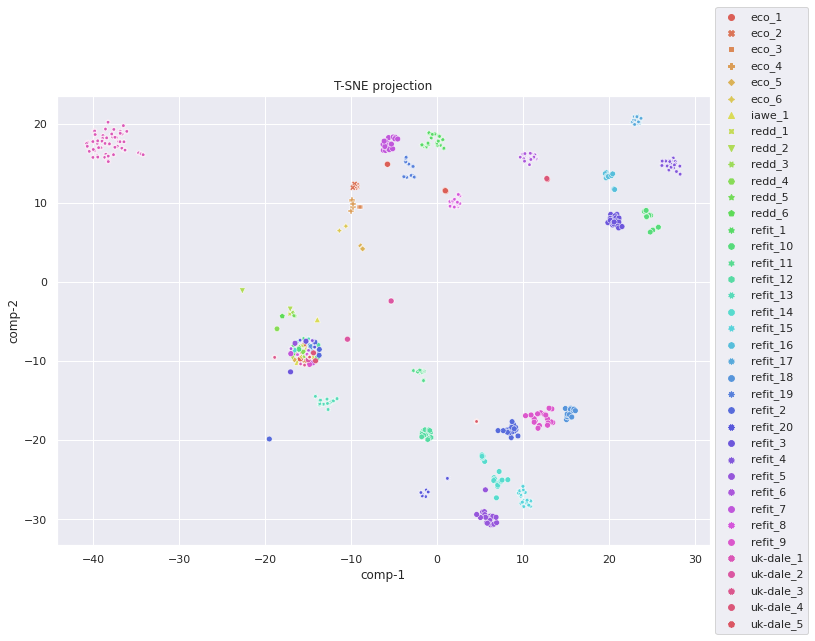 T-SNE projection
20
10
0
−10
−20
−30
comp-2
−40
−30
−20
−10
0
10
20
30
comp-1
eco_1
eco_2
eco_3
eco_4
eco_5
eco_6
iawe_1
redd_1
redd_2
redd_3
redd_4
redd_5
redd_6
refit_1
refit_10
refit_11
refit_12
refit_13
refit_14
refit_15
refit_16
refit_17
refit_18
refit_19
refit_2
refit_20
refit_3
refit_4
refit_5
refit_6
refit_7
refit_8
refit_9
uk-dale_1
uk-dale_2
uk-dale_3
uk-dale_4
uk-dale_5